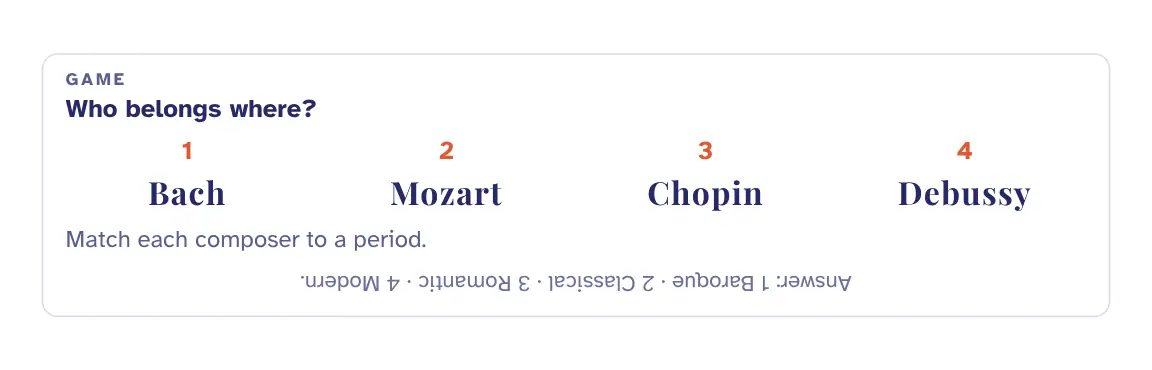 GAME
Who belongs where?
1 2 3 4
Bach Mozart Chopin Debussy
Match each composer to a period.
Answer: 1 Baroque · 2 Classical · 3 Romantic · 4 Modern.